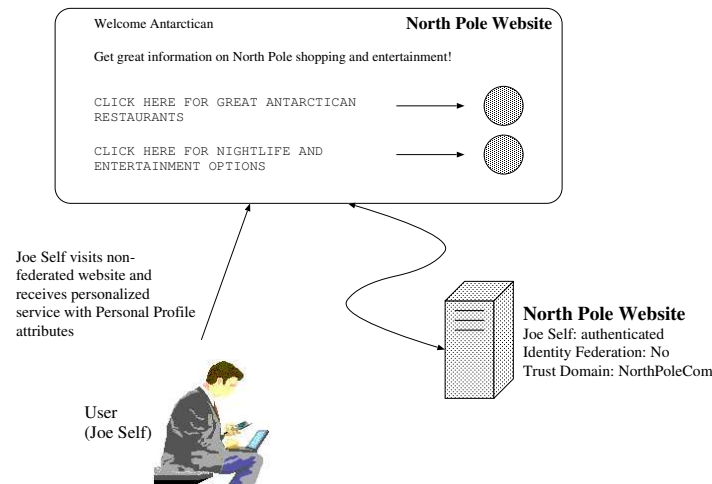 Welcome Antarctican
North Pole Website
Get great information on North Pole shopping and entertainment!
CLICK HERE FOR GREAT ANTARCTICAN
RESTAURANTS
CLICK HERE FOR NIGHTLIFE AND
ENTERTAINMENT OPTIONS
Joe Self visits non-
federated website and
receives personalized
service with Personal Profile
attributes
North Pole Website
Joe Self: authenticated
Identity Federation: No
Trust Domain: NorthPoleCom
User
(Joe Self)